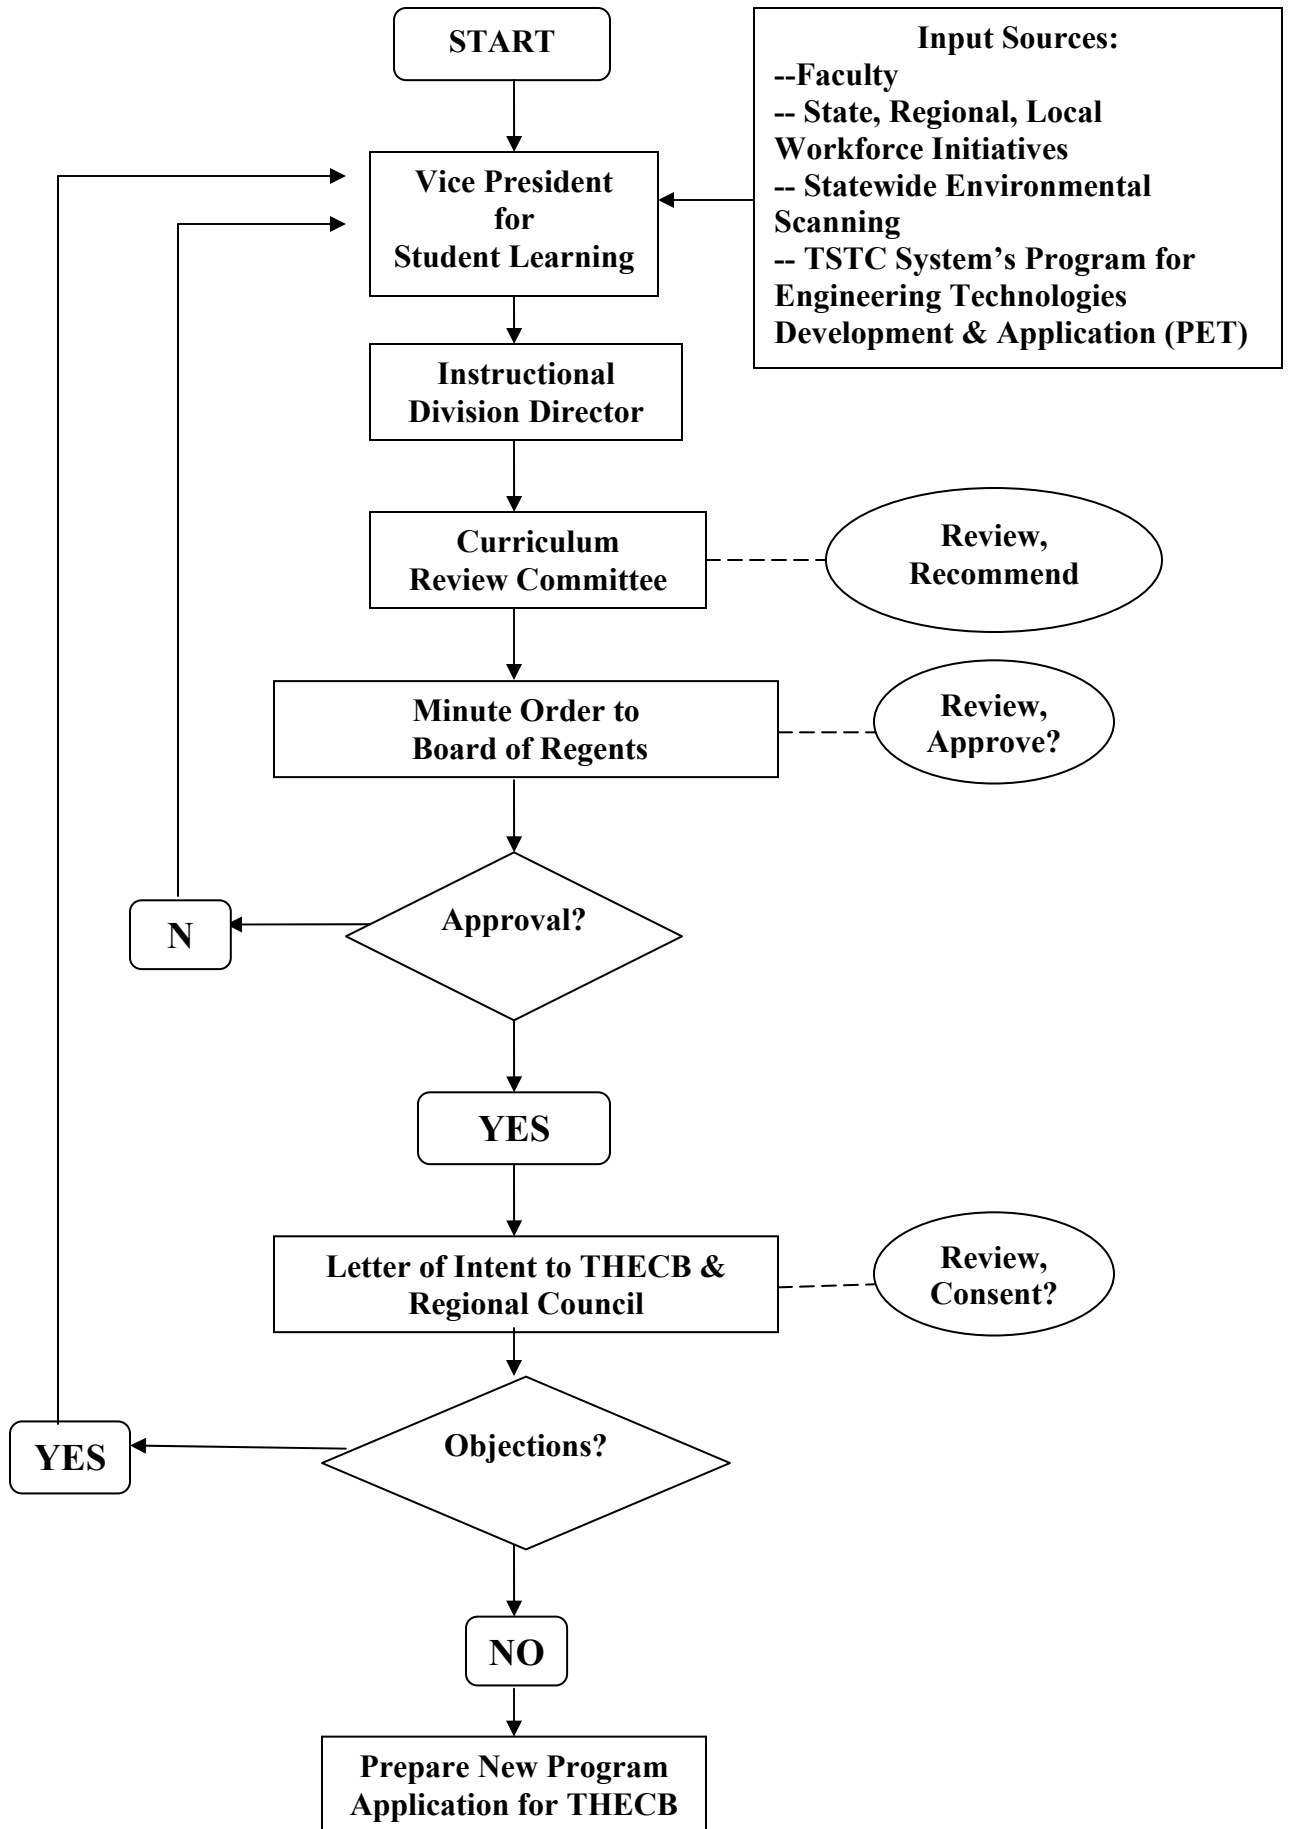 START
Input Sources:
--Faculty
-- State, Regional, Local
Workforce Initiatives
-- Statewide Environmental
Scanning
-- TSTC System’s Program for
Engineering Technologies
Development & Application (PET)
Vice President
for
Student Learning
Instructional
Division Director
Curriculum
Review Committee
Review,
Recommend
Minute Order to
Board of Regents
Review,
Approve?
Approval?
N
YES
Letter of Intent to THECB &
Regional Council
Review,
Consent?
Objections?
YES
NO
Prepare New Program
Application for THECB